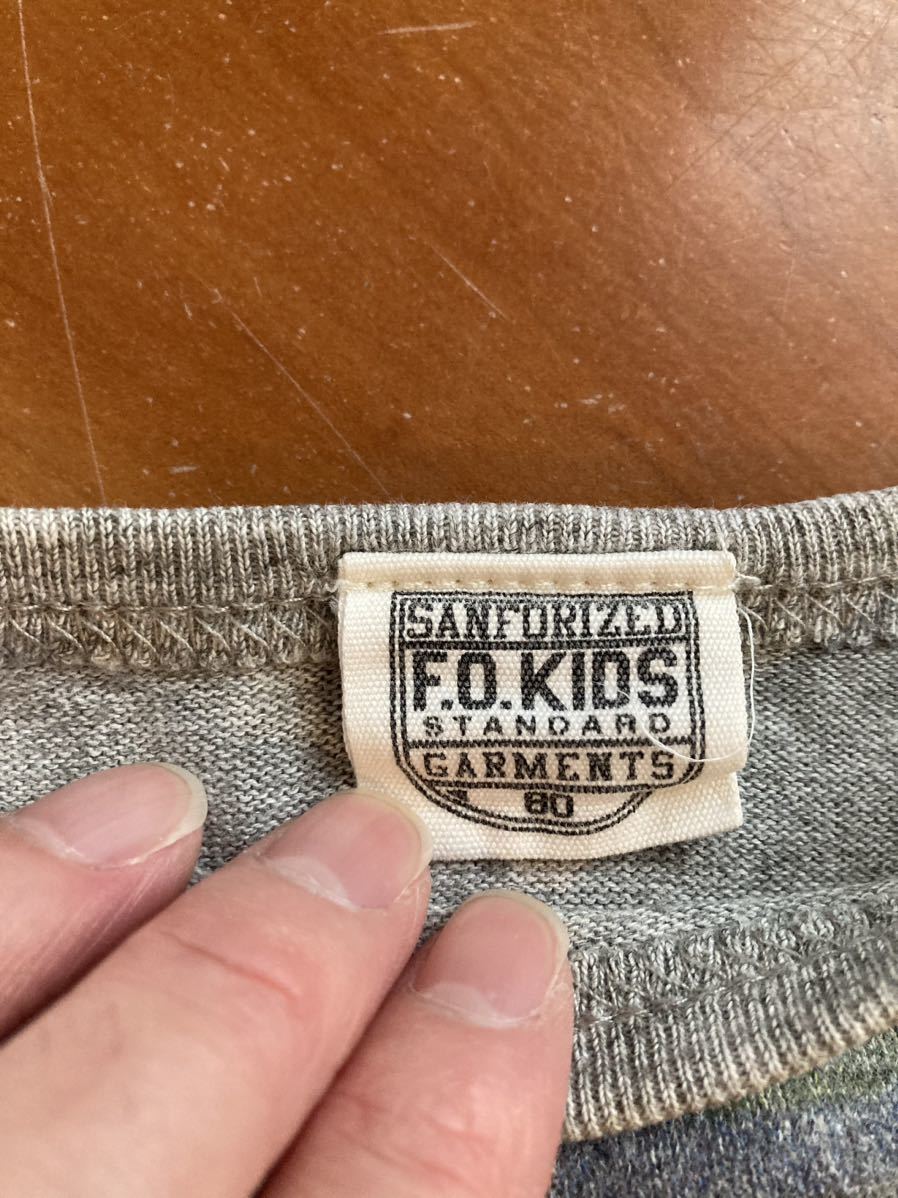 SANFORIZED
F.O.KIDS
STANDARD
GARMENTS
80